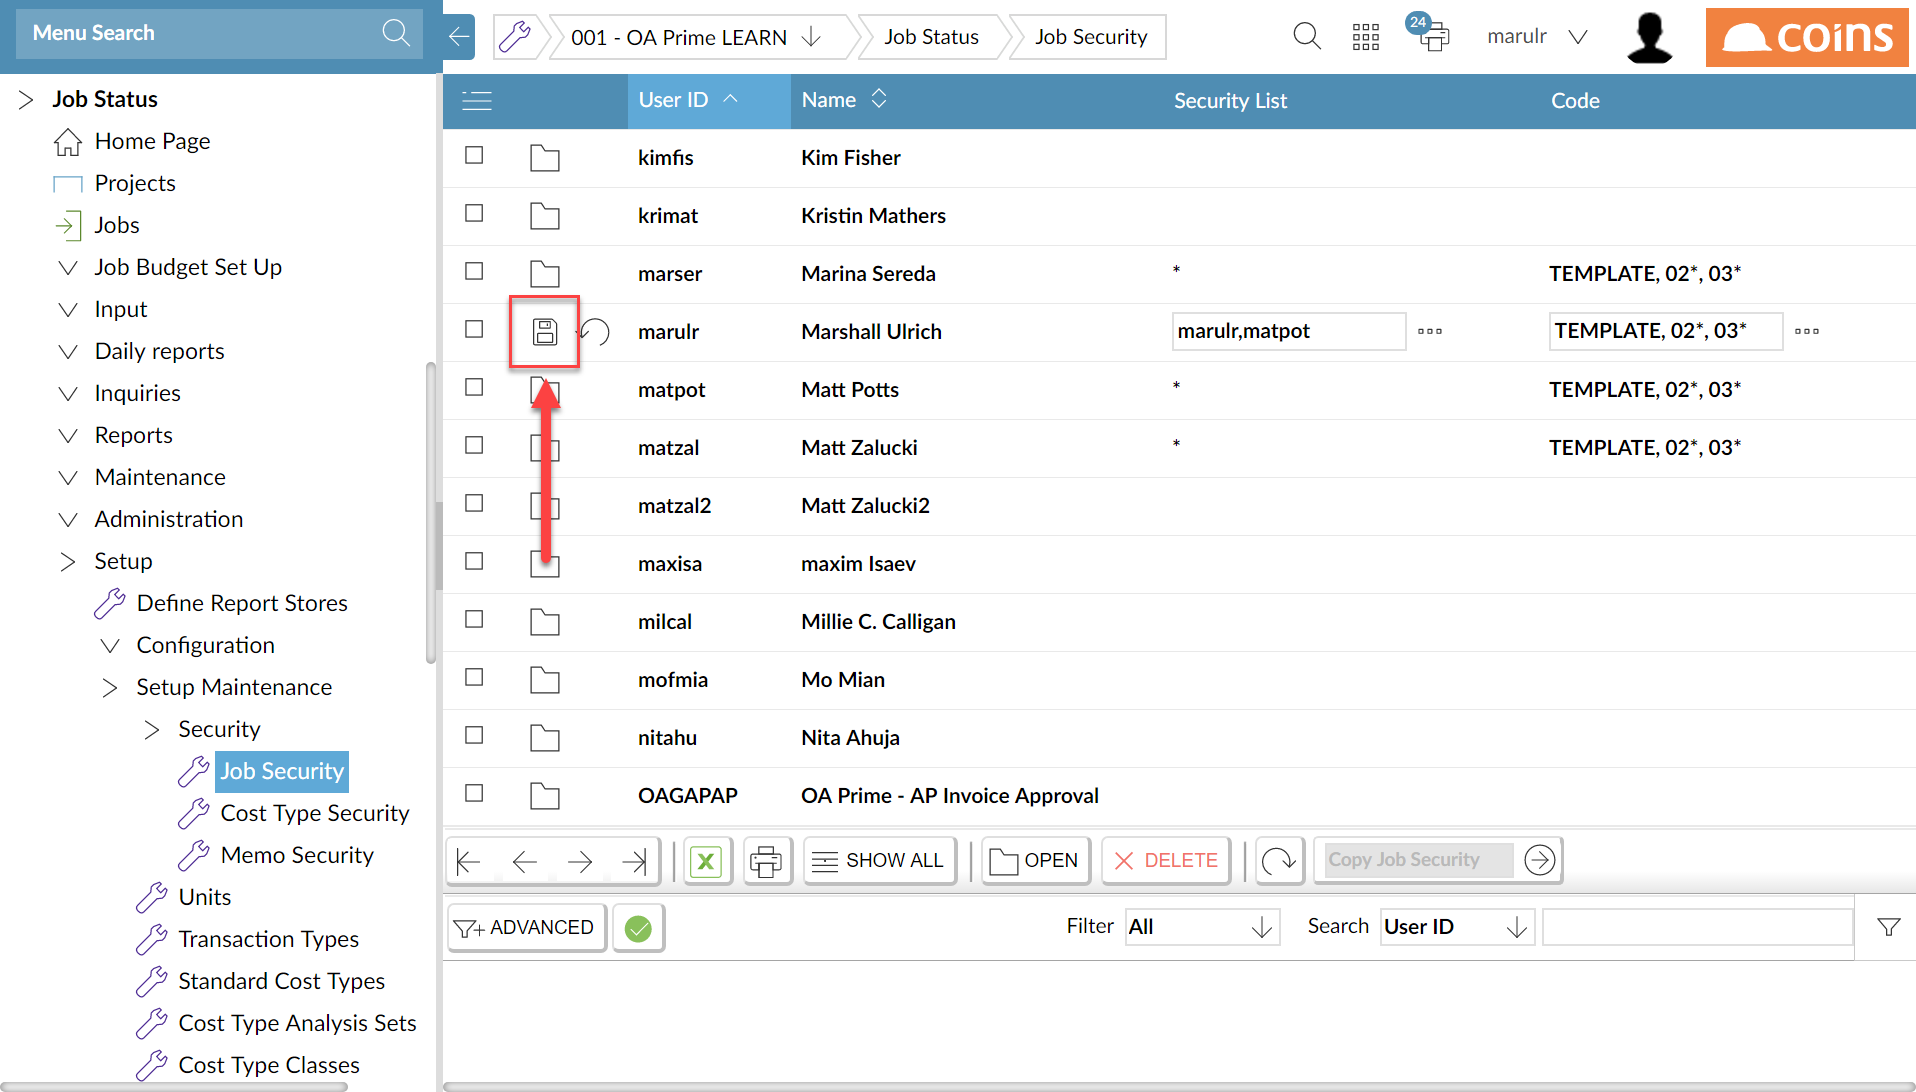 Menu Search
001 - OA Prime LEARN
Job Status
Job Security
24
marulr
coins
Job Status
Home Page
Projects
Jobs
Job Budget Set Up
Input
Daily reports
Inquiries
Reports
Maintenance
Administration
Setup
Define Report Stores
Configuration
Setup Maintenance
Security
Job Security
Cost Type Security
Memo Security
Units
Transaction Types
Standard Cost Types
Cost Type Analysis Sets
Cost Type Classes
User ID Name Security List Code
kimfis Kim Fisher
krimat Kristin Mathers
marser Marina Sereda * TEMPLATE, 02*, 03*
marulr Marshall Ulrich marulr,matpot TEMPLATE, 02*, 03*
matpot Matt Potts * TEMPLATE, 02*, 03*
matzal Matt Zalucki * TEMPLATE, 02*, 03*
matzal2 Matt Zalucki2
maxisa maxim Isaev
milcal Millie C. Calligan
mofmia Mo Mian
nitahu Nita Ahuja
OAGAPAP OA Prime - AP Invoice Approval
SHOW ALL OPEN DELETE Copy Job Security
ADVANCED Filter All Search User ID